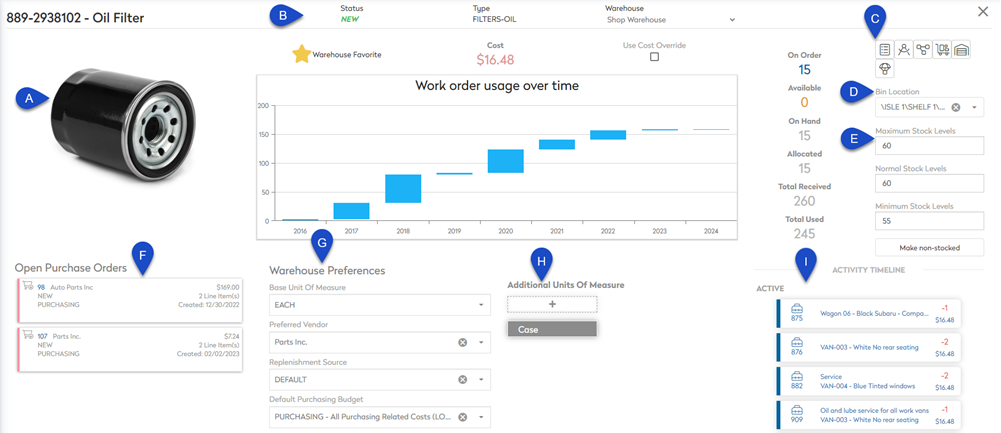 889-2938102 - Oil Filter
B
Status
NEW
Type
FILTERS-OIL
Warehouse
Shop Warehouse
C
Warehouse Favorite
Cost
$16.48
Use Cost Override
A
Work order usage over time
200
150
100
50
0
2016 2017 2018 2019 2020 2021 2022 2023 2024
On Order
15
Available
0
On Hand
15
Allocated
15
Total Received
260
Total Used
245
D
Bin Location
\ISLE 1\SHELF 1\...
E
Maximum Stock Levels
60
Normal Stock Levels
60
Minimum Stock Levels
55
Make non-stocked
F
Open Purchase Orders
98 Auto Parts Inc $169.00
NEW 2 Line Item(s)
PURCHASING Created: 12/30/2022
107 Parts Inc. $7.24
NEW 2 Line Item(s)
PURCHASING Created: 02/02/2023
G
Warehouse Preferences
Base Unit Of Measure
EACH
Preferred Vendor
Parts Inc.
Replenishment Source
DEFAULT
Default Purchasing Budget
PURCHASING - All Purchasing Related Costs (LO...
H
Additional Units Of Measure
+
Case
I
ACTIVITY TIMELINE
ACTIVE
875 Wagon 06 - Black Subaru - Compa... -1
$16.48
876 VAN-003 - White No rear seating -2
$16.48
Service -2
882 VAN-004 - Blue Tinted windows $16.48
Oil and lube service for all work vans -1
909 VAN-003 - White No rear seating $16.48